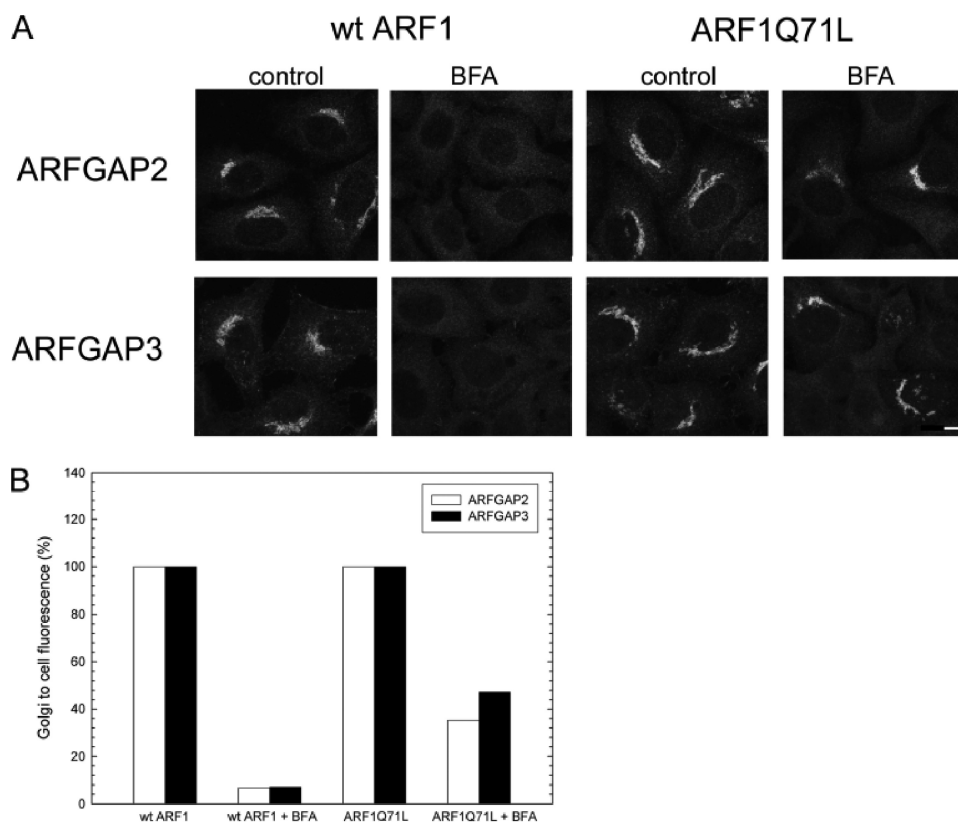 A
wt ARF1 ARF1Q71L
control BFA control BFA
ARFGAP2
ARFGAP3
B
140
120
100
80
60
40
20
0
Golgi to cell fluorescence (%)
ARFGAP2
ARFGAP3
wt ARF1 wt ARF1 + BFA ARF1Q71L ARF1Q71L + BFA